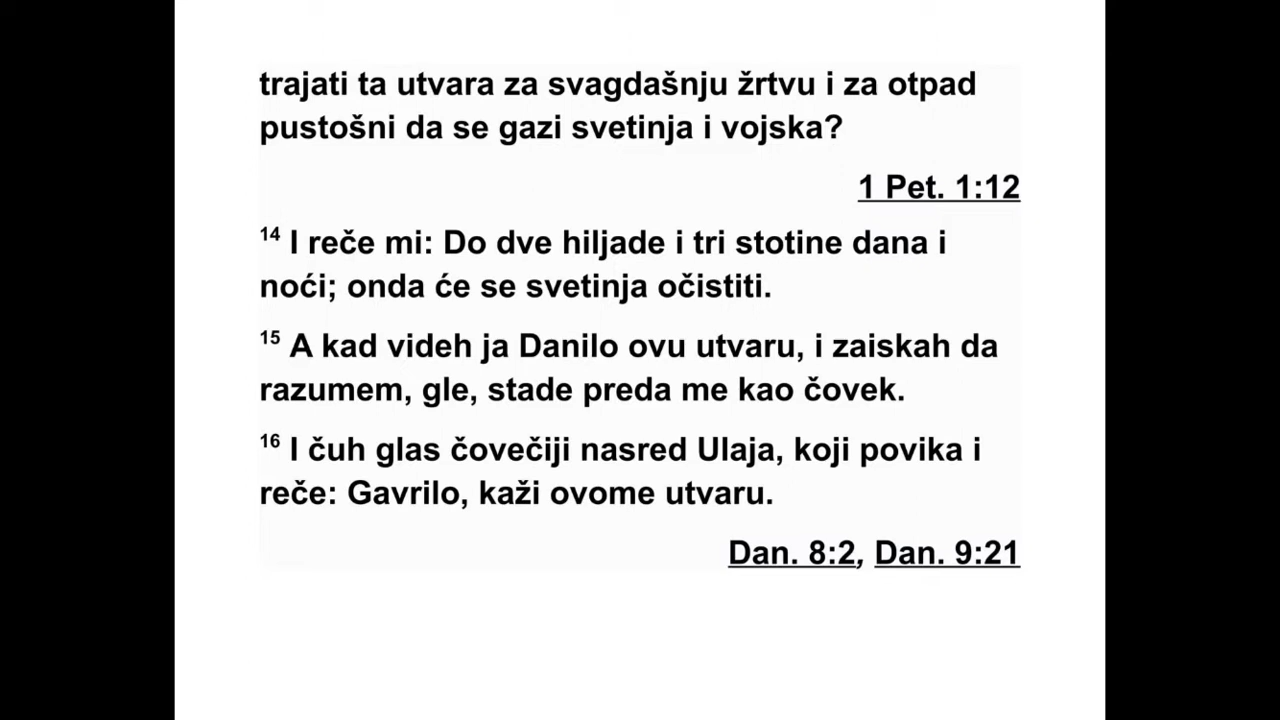 trajati ta utvara za svagdašnju žrtvu i za otpad
pustošni da se gazi svetinja i vojska?
1 Pet. 1:12
14 I reče mi: Do dve hiljade i tri stotine dana i
noći; onda će se svetinja očistiti.
15 A kad videh ja Danilo ovu utvaru, i zaiskah da
razumem, gle, stade preda me kao čovek.
16 I čuh glas čovečiji nasred Ulaja, koji povika i
reče: Gavrilo, kaži ovome utvaru.
Dan. 8:2, Dan. 9:21